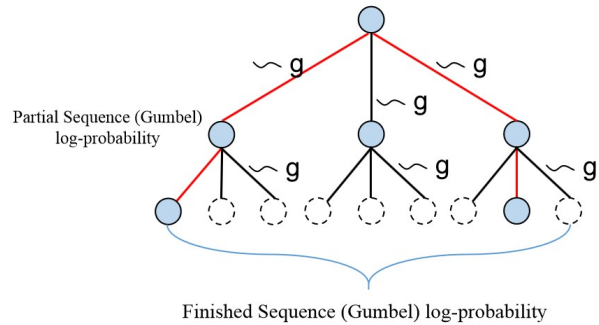 ~ g
~ g
~ g
Partial Sequence (Gumbel)
log-probability
~ g
~ g
~ g
Finished Sequence (Gumbel) log-probability